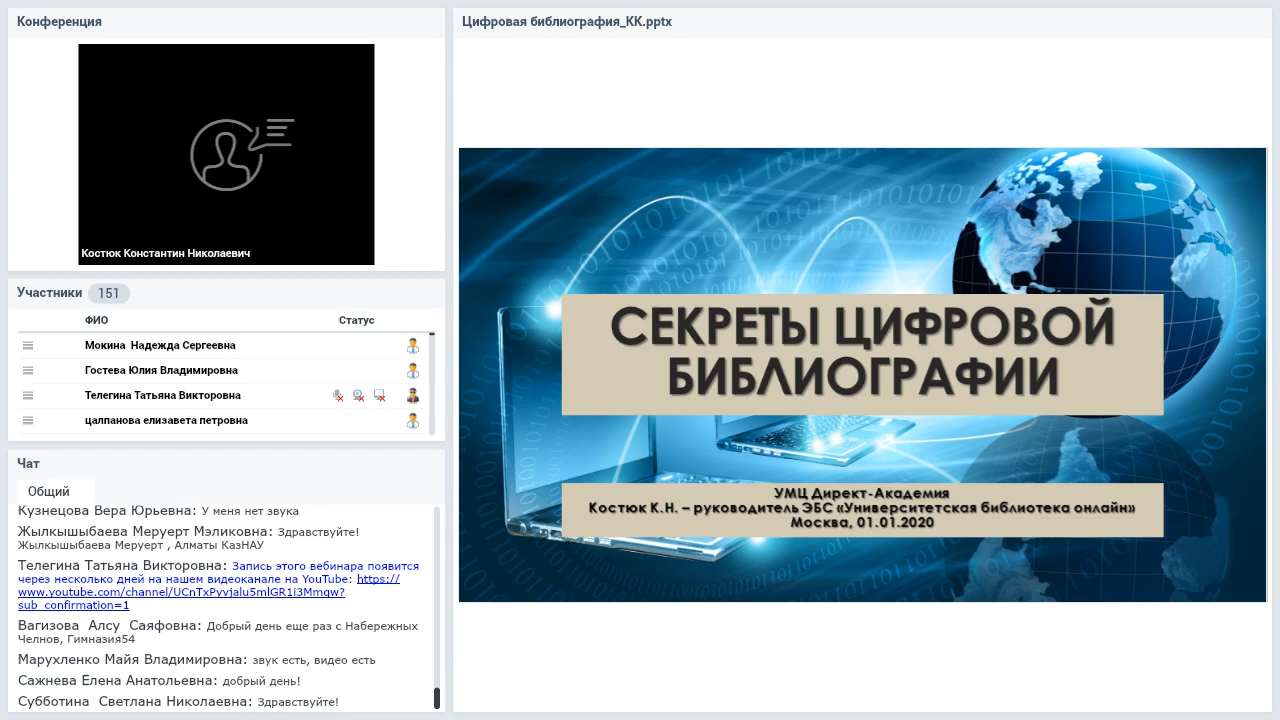 Конференция
Костюк Константин Николаевич
Участники 151
ФИО Статус
Мокина Надежда Сергеевна
Гостева Юлия Владимировна
Телегина Татьяна Викторовна
цалпанова елизавета петровна
Чат
Общий
Кузнецова Вера Юрьевна: У меня нет звука
Жылкышыбаева Меруерт Мэликовна: Здравствуйте!
Жылкышыбаева Меруерт , Алматы КазНАУ
Телегина Татьяна Викторовна: Запись этого вебинара появится
через несколько дней на нашем видеоканале на YouTube: https://
www.youtube.com/channel/UCnTxPyvjalu5mlGR1i3Mmqw?
sub_confirmation=1
Вагизова Алсу Саяфовна: Добрый день еще раз с Набережных
Челнов, Гимназия54
Марухленко Майя Владимировна: звук есть, видео есть
Сажнева Елена Анатольевна: добрый день!
Субботина Светлана Николаевна: Здравствуйте!
Цифровая библиография_КК.pptx
СЕКРЕТЫ ЦИФРОВОЙ
БИБЛИОГРАФИИ
УМЦ Директ-Академия
Костюк К.Н. – руководитель ЭБС «Университетская библиотека онлайн»
Москва, 01.01.2020